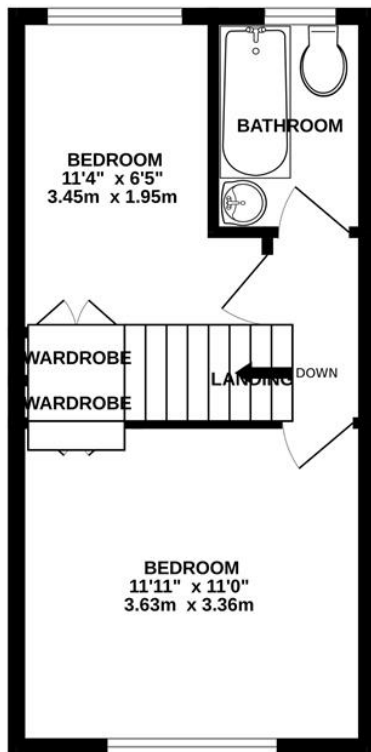 BATHROOM
BEDROOM
11'4" x 6'5"
3.45m x 1.95m
WARDROBE
LANDING
DOWN
WARDROBE
BEDROOM
11'11" x 11'0"
3.63m x 3.36m